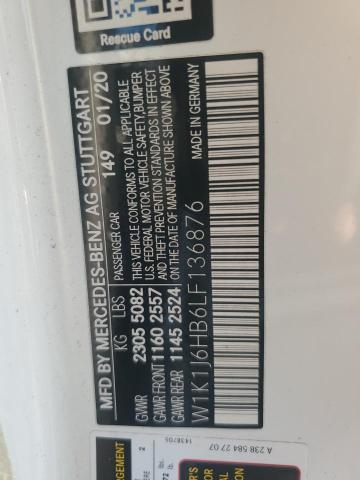 Rescue Card
MFD BY MERCEDES-BENZ AG STUTTGART
149 01/20
PASSENGER CAR
KG LBS
THIS VEHICLE CONFORMS TO ALL APPLICABLE
U.S. FEDERAL MOTOR VEHICLE SAFETY,BUMPER
AND THEFT PREVENTION STANDARDS IN EFFECT
ON THE DATE OF MANUFACTURE SHOWN ABOVE
GVWR 2305 5082
GAWR FRONT 1160 2557
GAWR REAR 1145 2524
MADE IN GERMANY
W1K1J6HB6LF136876
A 238 584 27 07
1438705